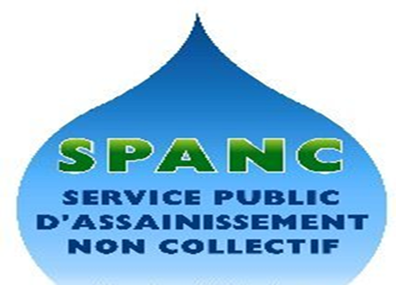 SPANC
SERVICE PUBLIC
D'ASSAINISSEMENT
NON COLLECTIF